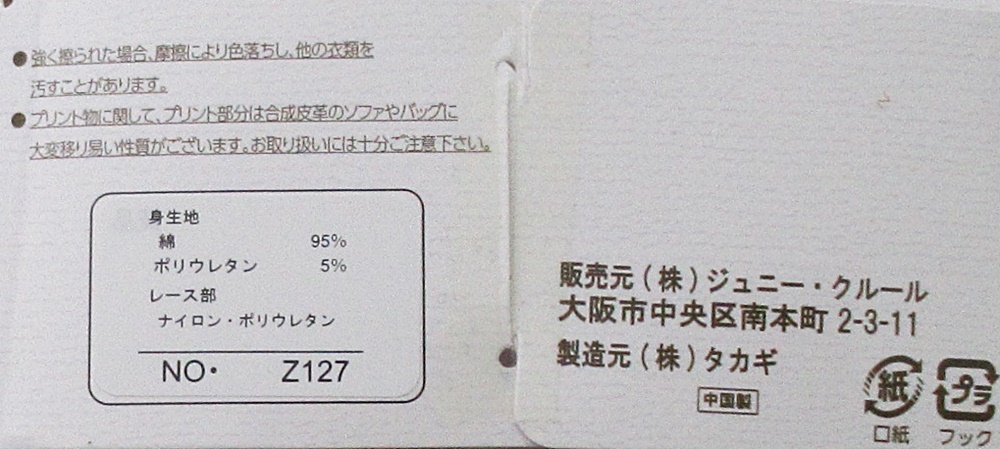 ●強く擦られた場合、摩擦により色落ちし、他の衣類を
汚すことがあります。
●プリント物に関して、プリント部分は合成皮革のソファやバッグに
大変移り易い性質がございます。お取り扱いには十分ご注意下さい。
身生地
綿 95%
ポリウレタン 5%
レース部
ナイロン・ポリウレタン
NO・ Z127
販売元(株)ジュニー・クルール
大阪市中央区南本町 2-3-11
製造元(株)タカギ
中国製
紙 プラ
口紙 フック